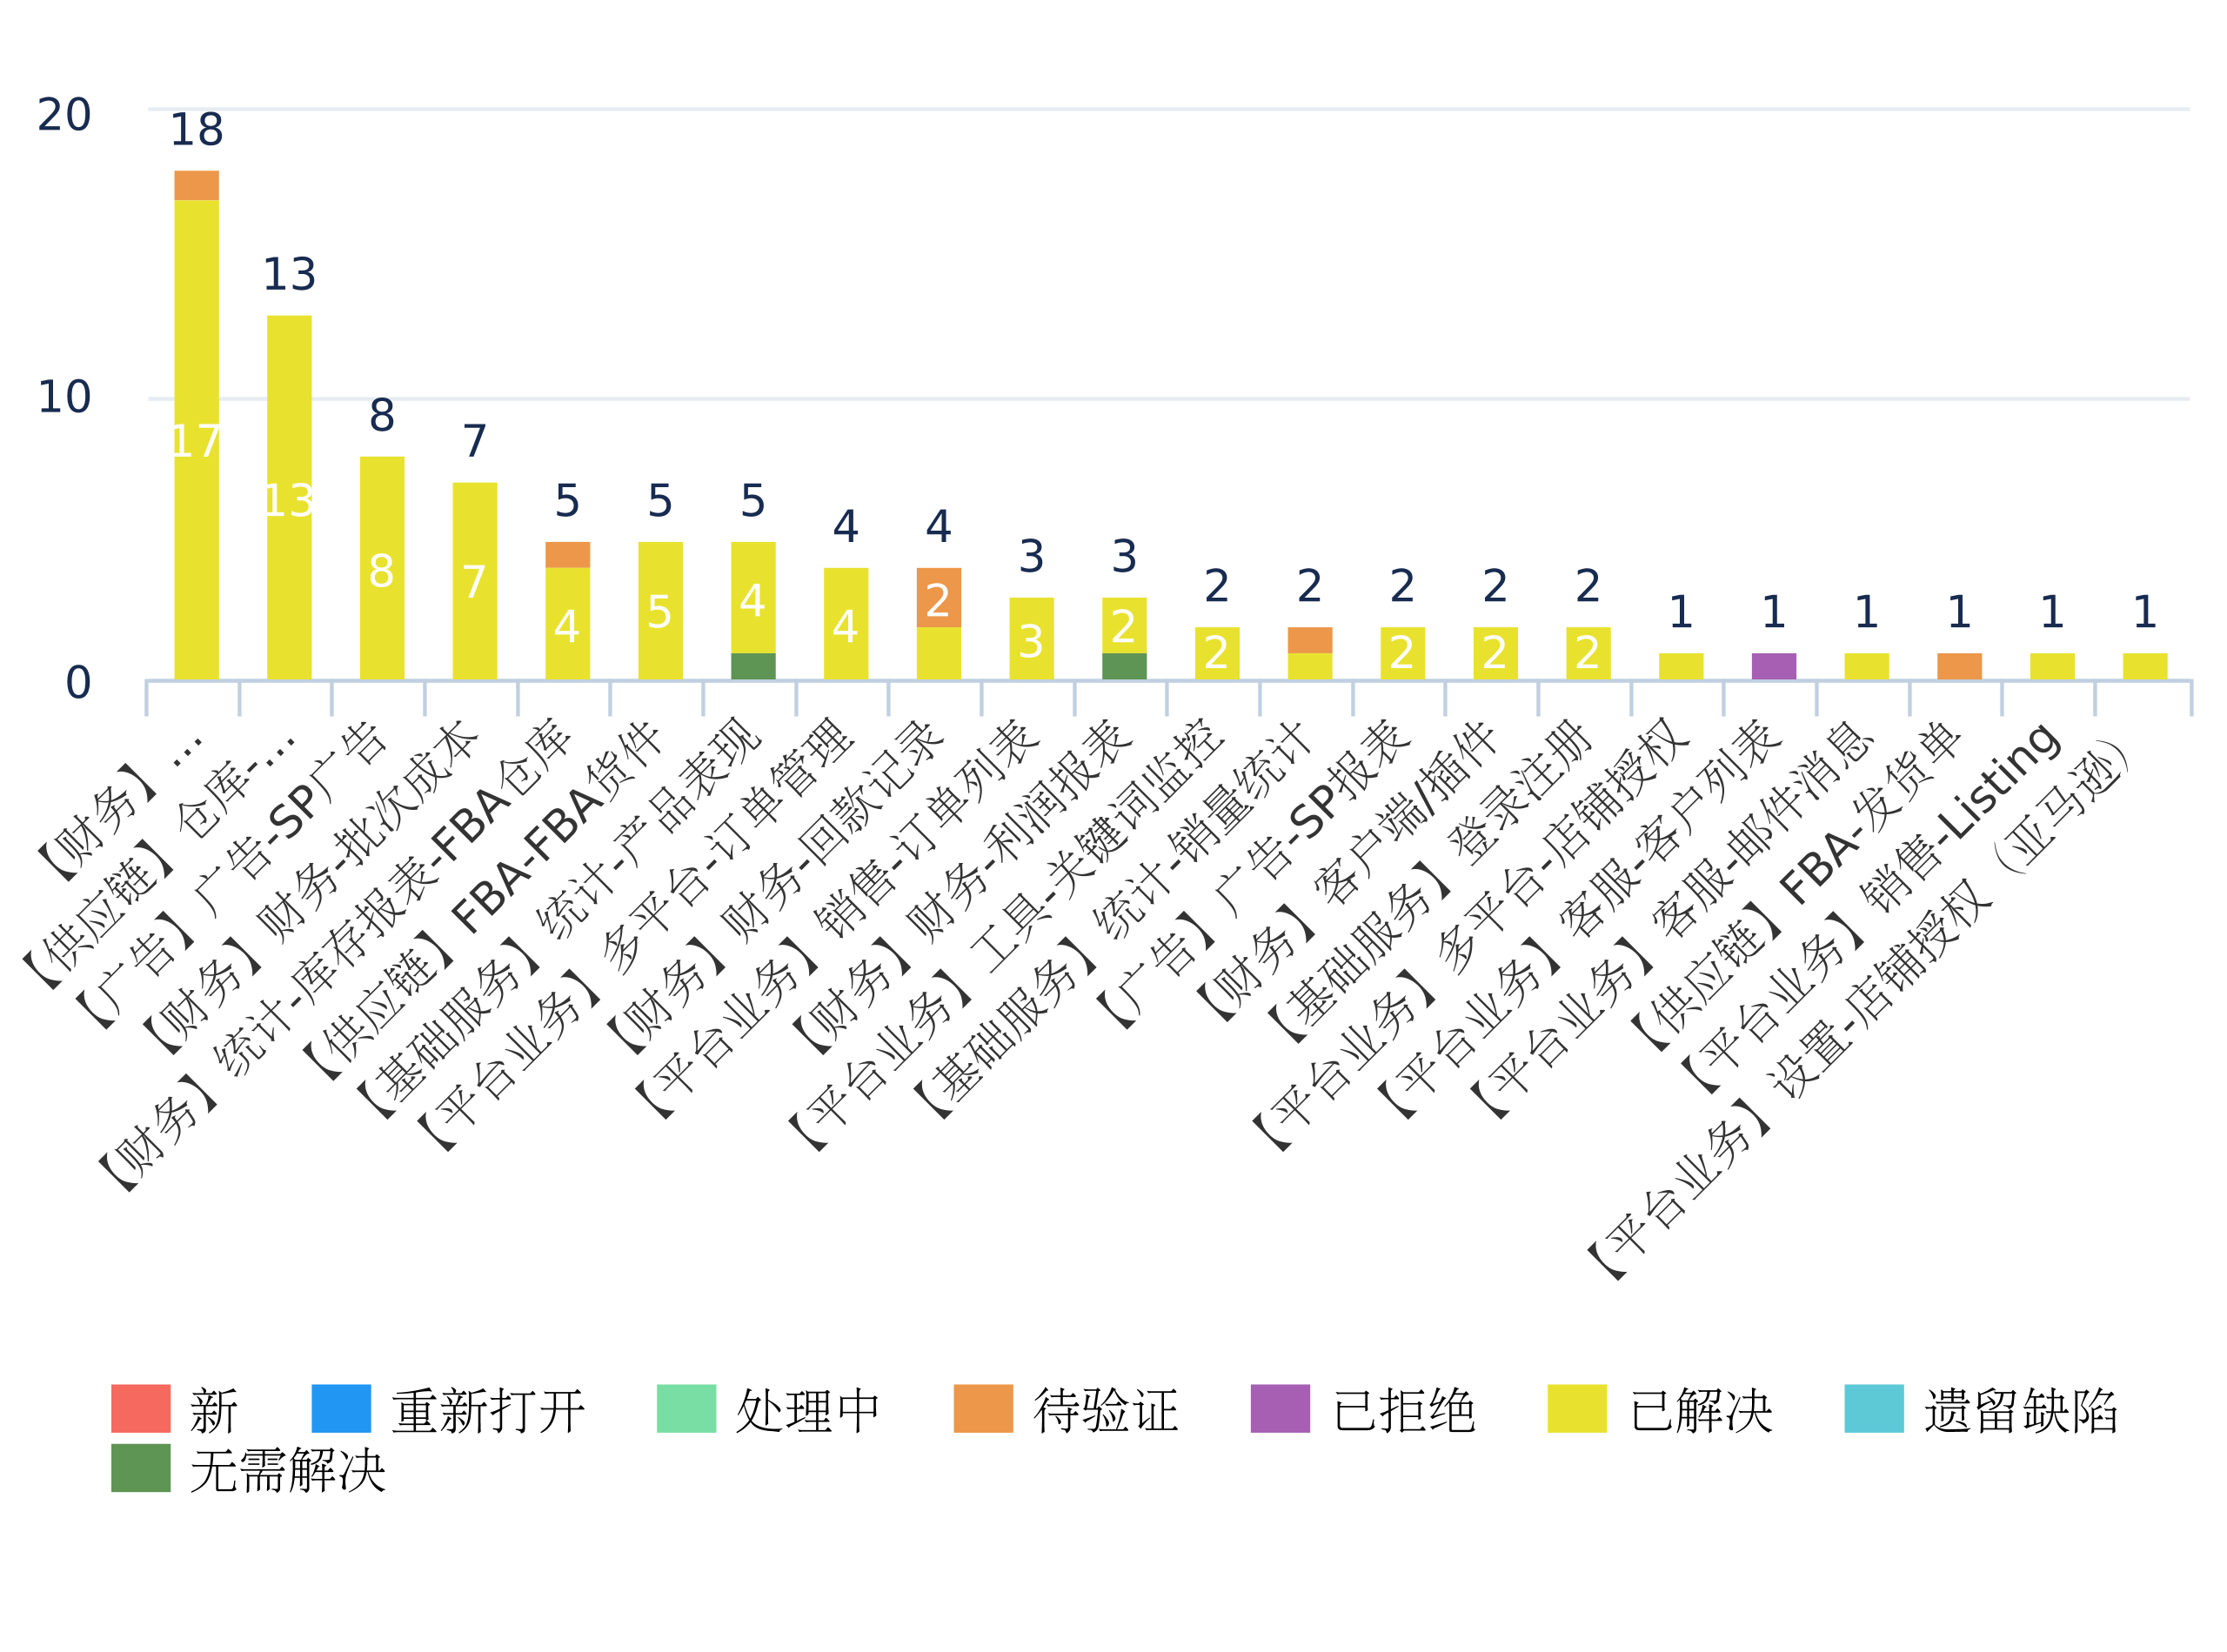 20
10
0
18
13
8
7
5
5
5
4
4
3
3
2
2
2
2
2
1
1
1
1
1
1
17
13
8
7
4
5
4
4
2
3
2
2
2
2
2
【财务】 ...
【供应链】 仓库-...
【广告】 广告-SP广告
【财务】 财务-批次成本
【财务】 统计-库存报表-FBA仓库
【供应链】 FBA-FBA货件
【基础服务】 统计-产品表现
【平台业务】 多平台-订单管理
【财务】 财务-回款记录
【平台业务】 销售-订单列表
【财务】 财务-利润报表
【平台业务】 工具-关键词监控
【基础服务】 统计-销量统计
【广告】 广告-SP报表
【财务】 客户端/插件
【基础服务】 登录注册
【平台业务】 多平台-店铺授权
【平台业务】 客服-客户列表
【平台业务】 客服-邮件消息
【供应链】 FBA-发货单
【平台业务】 销售-Listing
【平台业务】 设置-店铺授权（亚马逊）
新 重新打开 处理中 待验证 已拒绝 已解决 遗留缺陷
无需解决